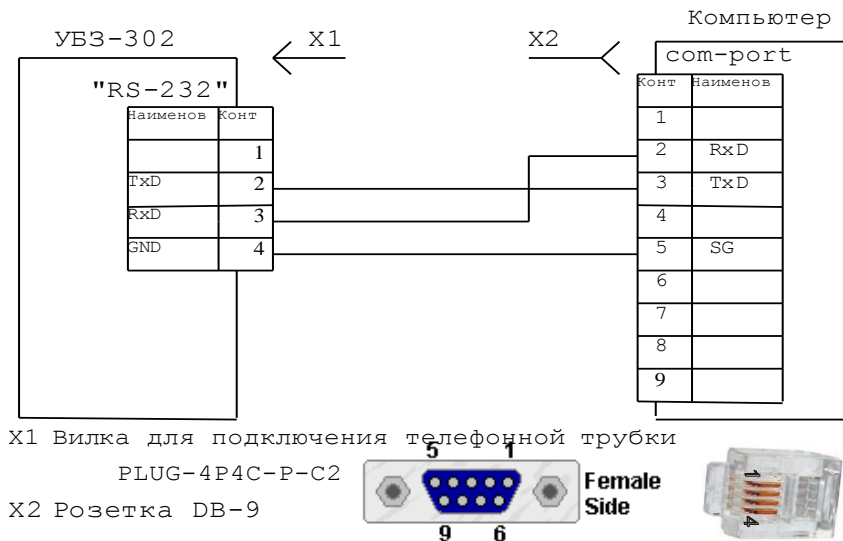 Компьютер
УБЗ-302
X1
X2
com-port
"RS-232"
Конт Наименов
Наименов Конт
1
1
2 RxD
TxD 2
3 TxD
RxD 3
4
GND 4
5 SG
6
7
8
9
X1 Вилка для подключения телефонной трубки
PLUG-4P4C-P-C2
X2 Розетка DB-9
5 1
Female
Side
9 6
1
4